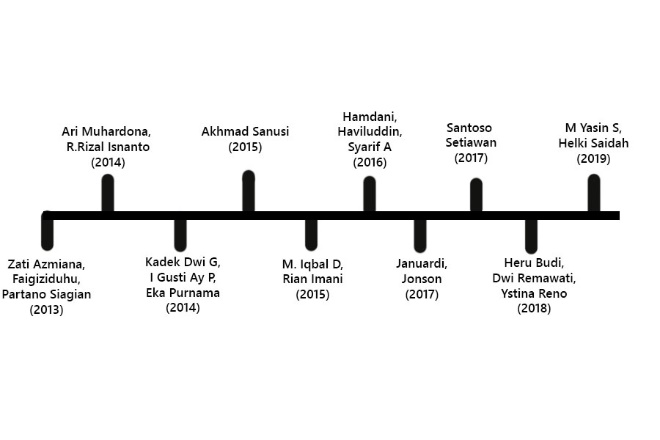 Ari Muhardona,
R.Rizal Isnanto
(2014)
Akhmad Sanusi
(2015)
Hamdani,
Haviluddin,
Syarif A
(2016)
Santoso
Setiawan
(2017)
M Yasin S,
Helki Saidah
(2019)
Zati Azmiana,
Faigiziduhu,
Partano Siagian
(2013)
Kadek Dwi G,
I Gusti Ay P,
Eka Purnama
(2014)
M. Iqbal D,
Rian Imani
(2015)
Januardi,
Jonson
(2017)
Heru Budi,
Dwi Remawati,
Ystina Reno
(2018)